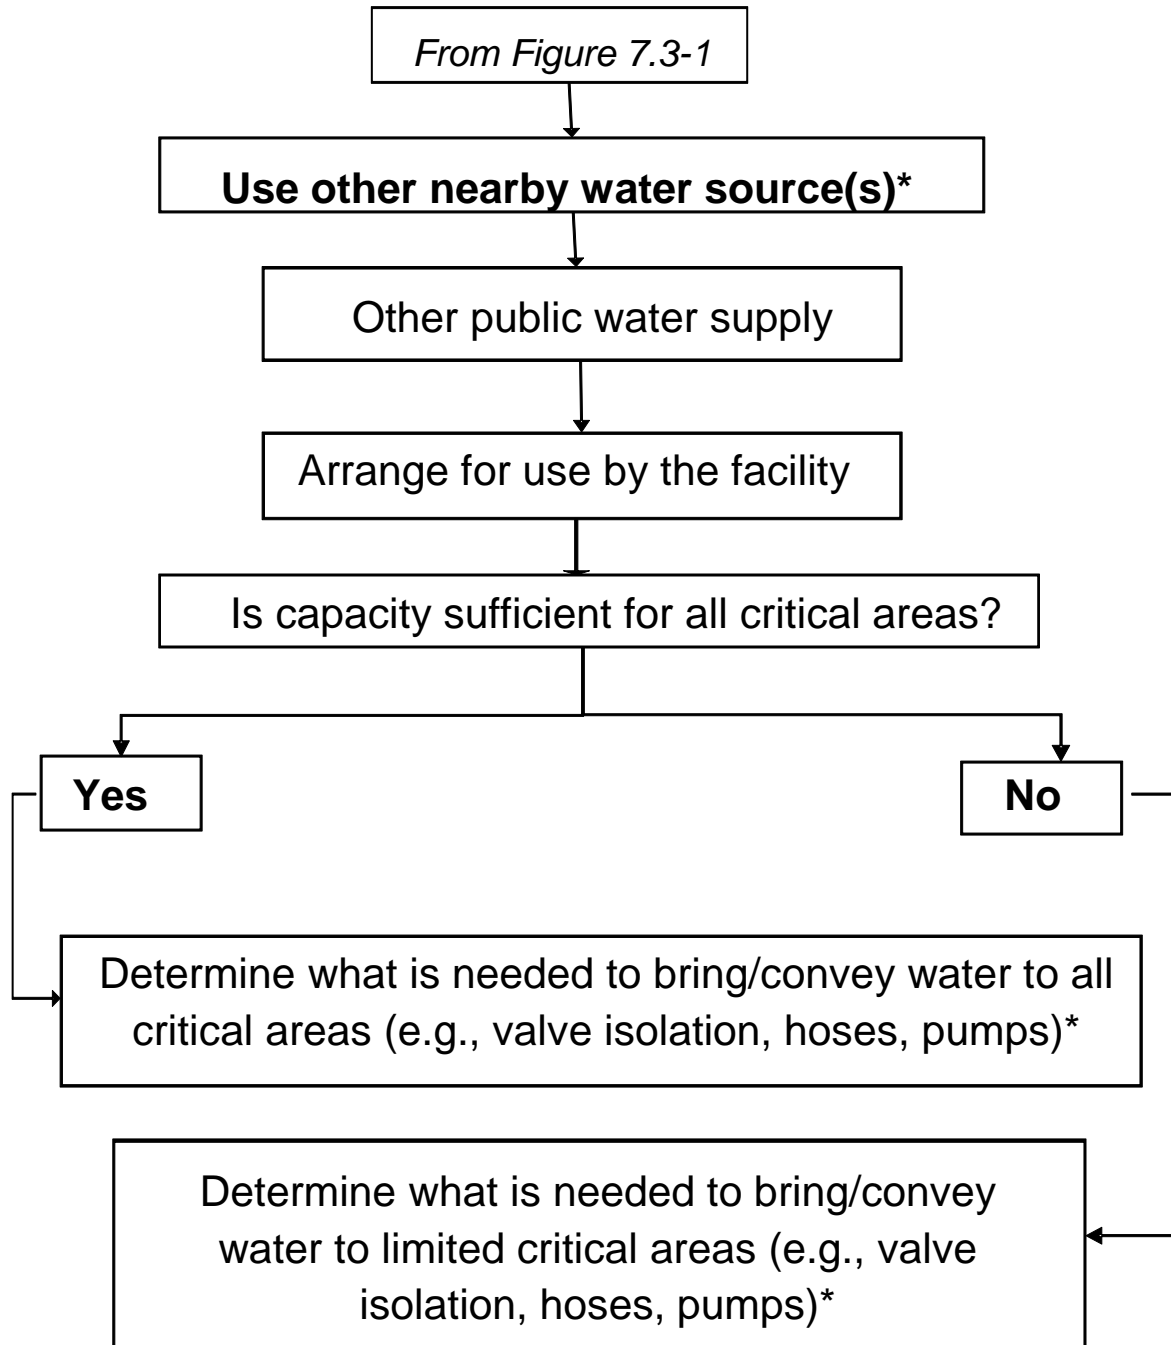 From Figure 7.3-1
Use other nearby water source(s)*
Other public water supply
Arrange for use by the facility
Is capacity sufficient for all critical areas?
Yes
No
Determine what is needed to bring/convey water to all
critical areas (e.g., valve isolation, hoses, pumps)*
Determine what is needed to bring/convey
water to limited critical areas (e.g., valve
isolation, hoses, pumps)*